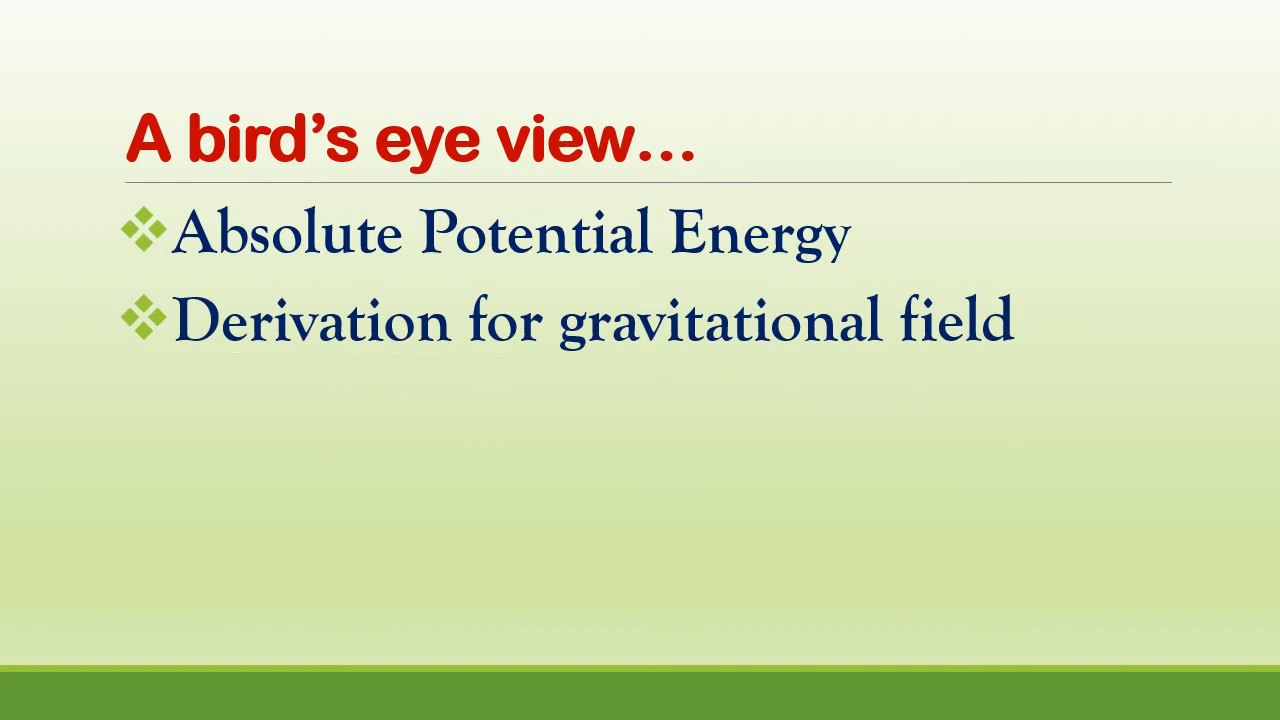 A bird’s eye view...
Absolute Potential Energy
Derivation for gravitational field